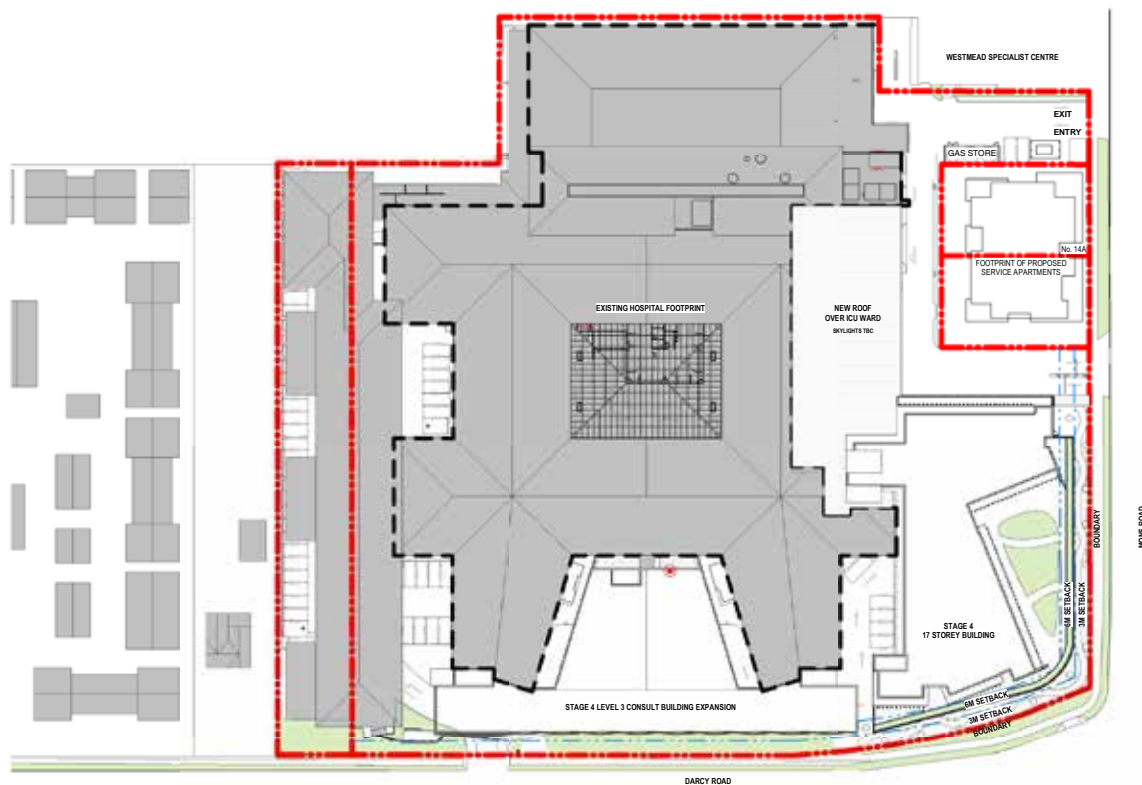 WESTMEAD SPECIALIST CENTRE
EXIT
ENTRY
GAS STORE
No. 14A
FOOTPRINT OF PROPOSED
SERVICE APARTMENTS
EXISTING HOSPITAL FOOTPRINT
NEW ROOF
OVER ICU WARD
SKYLIGHTS TBC
BOUNDARY
MONS ROAD
6M SETBACK
3M SETBACK
STAGE 4
17 STOREY BUILDING
6M SETBACK
3M SETBACK
BOUNDARY
STAGE 4 LEVEL 3 CONSULT BUILDING EXPANSION
DARCY ROAD